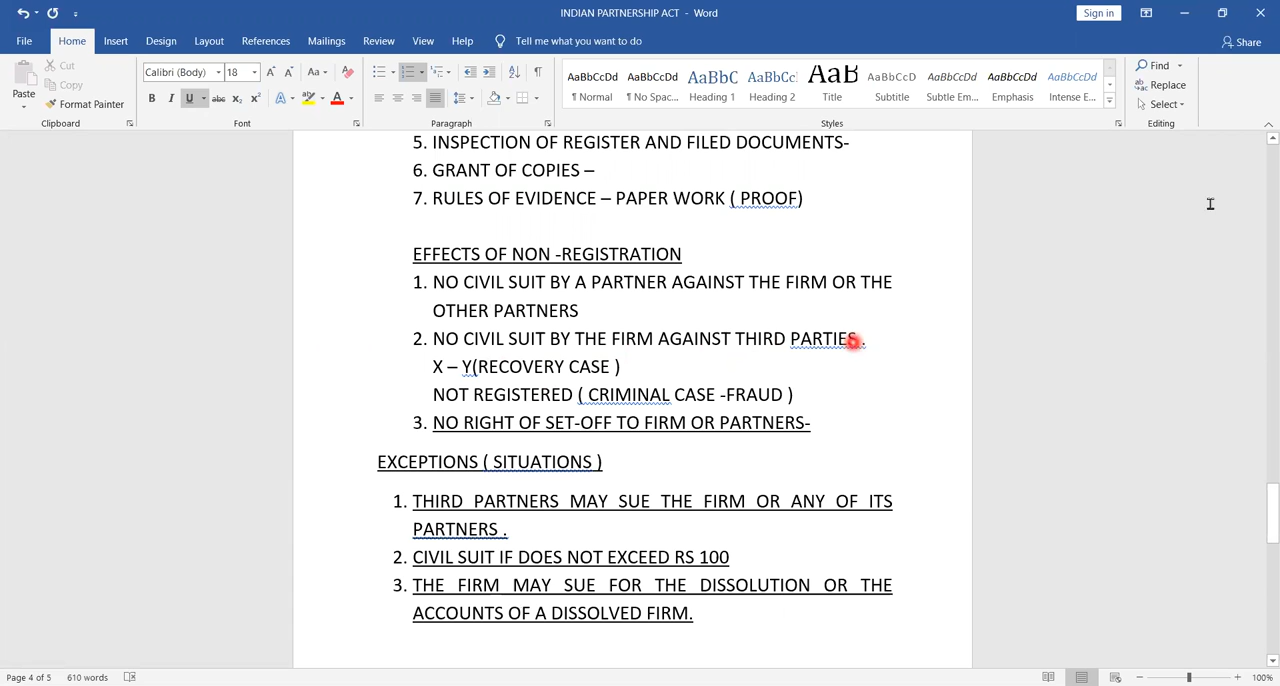 INDIAN PARTNERSHIP ACT - Word
Sign in
File Home Insert Design Layout References Mailings Review View Help Tell me what you want to do
Share
Paste
Cut
Copy
Format Painter
Clipboard
Calibri (Body) 18
B I U abc X₂ X²
Font
Paragraph
AaBbCcDd AaBbCcDd AaBbC AaBbCc AaB AaBbCcD AaBbCcDd AaBbCcDd AaBbCcDd
¶ Normal ¶ No Spac... Heading 1 Heading 2 Title Subtitle Subtle Em... Emphasis Intense E...
Styles
Find
Replace
Select
Editing
5. INSPECTION OF REGISTER AND FILED DOCUMENTS-
6. GRANT OF COPIES –
7. RULES OF EVIDENCE – PAPER WORK ( PROOF)
EFFECTS OF NON -REGISTRATION
1. NO CIVIL SUIT BY A PARTNER AGAINST THE FIRM OR THE
OTHER PARTNERS
2. NO CIVIL SUIT BY THE FIRM AGAINST THIRD PARTIES .
X – Y(RECOVERY CASE )
NOT REGISTERED ( CRIMINAL CASE -FRAUD )
3. NO RIGHT OF SET-OFF TO FIRM OR PARTNERS-
EXCEPTIONS ( SITUATIONS )
1. THIRD PARTNERS MAY SUE THE FIRM OR ANY OF ITS
PARTNERS .
2. CIVIL SUIT IF DOES NOT EXCEED RS 100
3. THE FIRM MAY SUE FOR THE DISSOLUTION OR THE
ACCOUNTS OF A DISSOLVED FIRM.
Page 4 of 5 610 words
100%